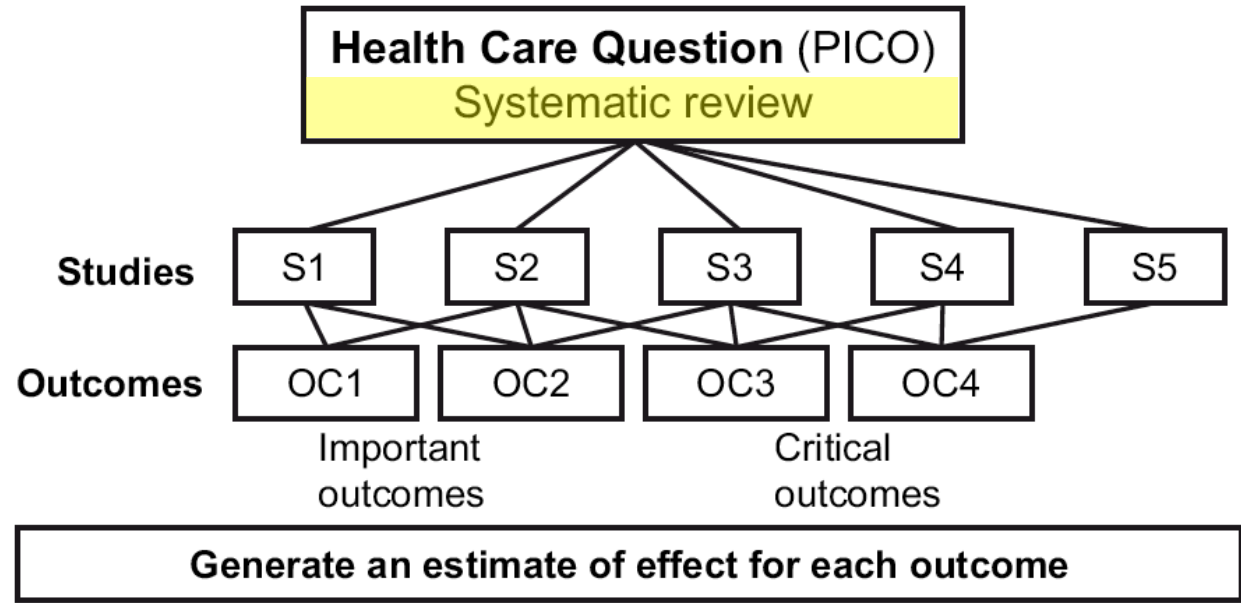 Health Care Question (PICO)
Systematic review
Studies S1 S2 S3 S4 S5
Outcomes OC1 OC2 OC3 OC4
Important
outcomes
Critical
outcomes
Generate an estimate of effect for each outcome